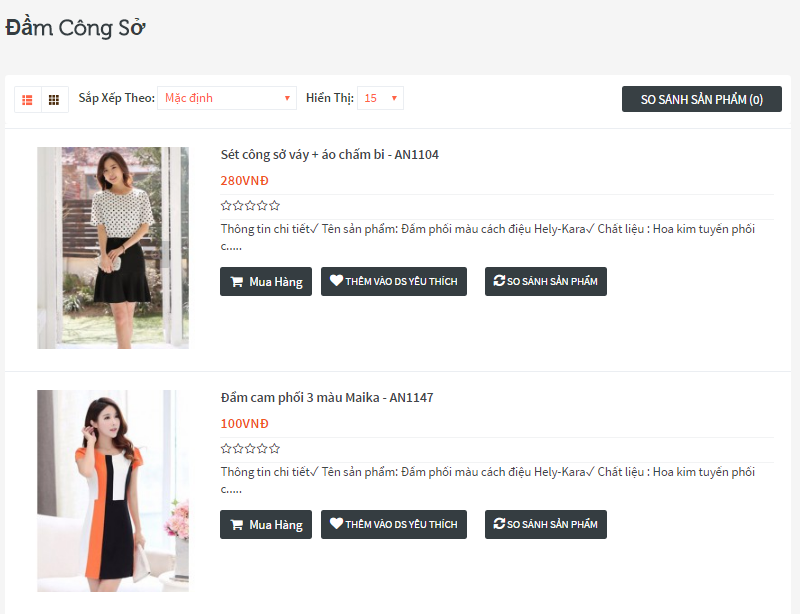 Đầm Công Sở
Sắp Xếp Theo: Mặc định Hiển Thị: 15 SO SÁNH SẢN PHẨM (0)
Sét công sở váy + áo chấm bi - AN1104
280VNĐ
Thông tin chi tiết√ Tên sản phẩm: Đầm phối màu cách điệu Hely-Kara√ Chất liệu : Hoa kim tuyến phối
c.....
Mua Hàng THÊM VÀO DS YÊU THÍCH SO SÁNH SẢN PHẨM
Đầm cam phối 3 màu Maika - AN1147
100VNĐ
Thông tin chi tiết√ Tên sản phẩm: Đầm phối màu cách điệu Hely-Kara√ Chất liệu : Hoa kim tuyến phối
c.....
Mua Hàng THÊM VÀO DS YÊU THÍCH SO SÁNH SẢN PHẨM